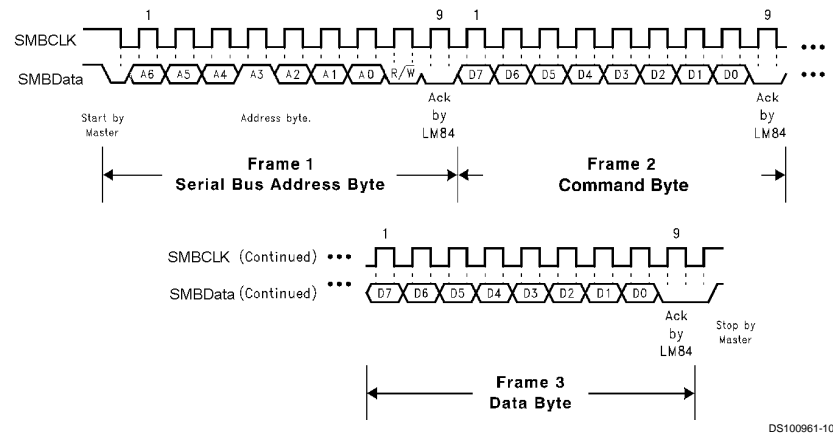 1 9 1 9
SMBCLK
SMBData A6 A5 A4 A3 A2 A1 A0 R/W̅ D7 D6 D5 D4 D3 D2 D1 D0
Start by
Master
Address byte.
Ack
by
LM84
Ack
by
LM84
Frame 1
Serial Bus Address Byte
Frame 2
Command Byte
1 9
SMBCLK (Continued)
SMBData (Continued) D7 D6 D5 D4 D3 D2 D1 D0
Ack
by
LM84
Stop by
Master
Frame 3
Data Byte
DS100961-10